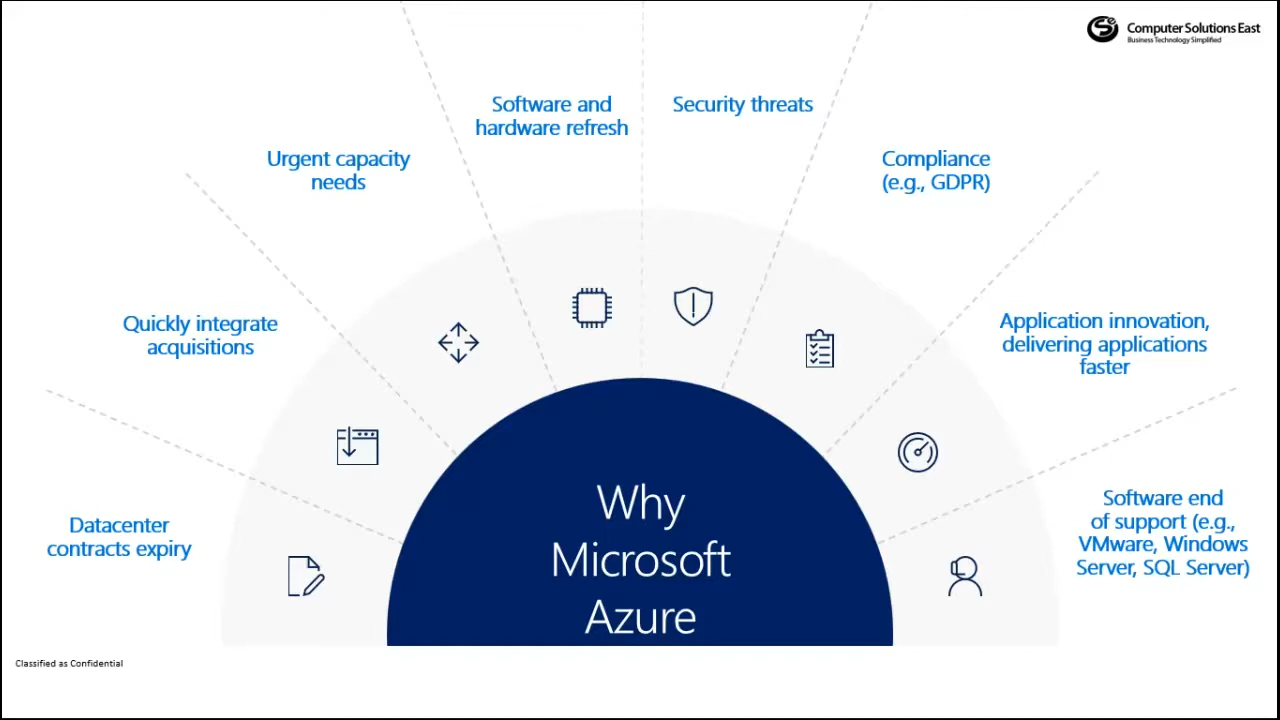 Computer Solutions East
Business Technology Simplified
Software and
hardware refresh
Security threats
Urgent capacity
needs
Compliance
(e.g., GDPR)
Quickly integrate
acquisitions
Application innovation,
delivering applications
faster
Datacenter
contracts expiry
Software end
of support (e.g.,
VMware, Windows
Server, SQL Server)
Why
Microsoft
Azure
Classified as Confidential